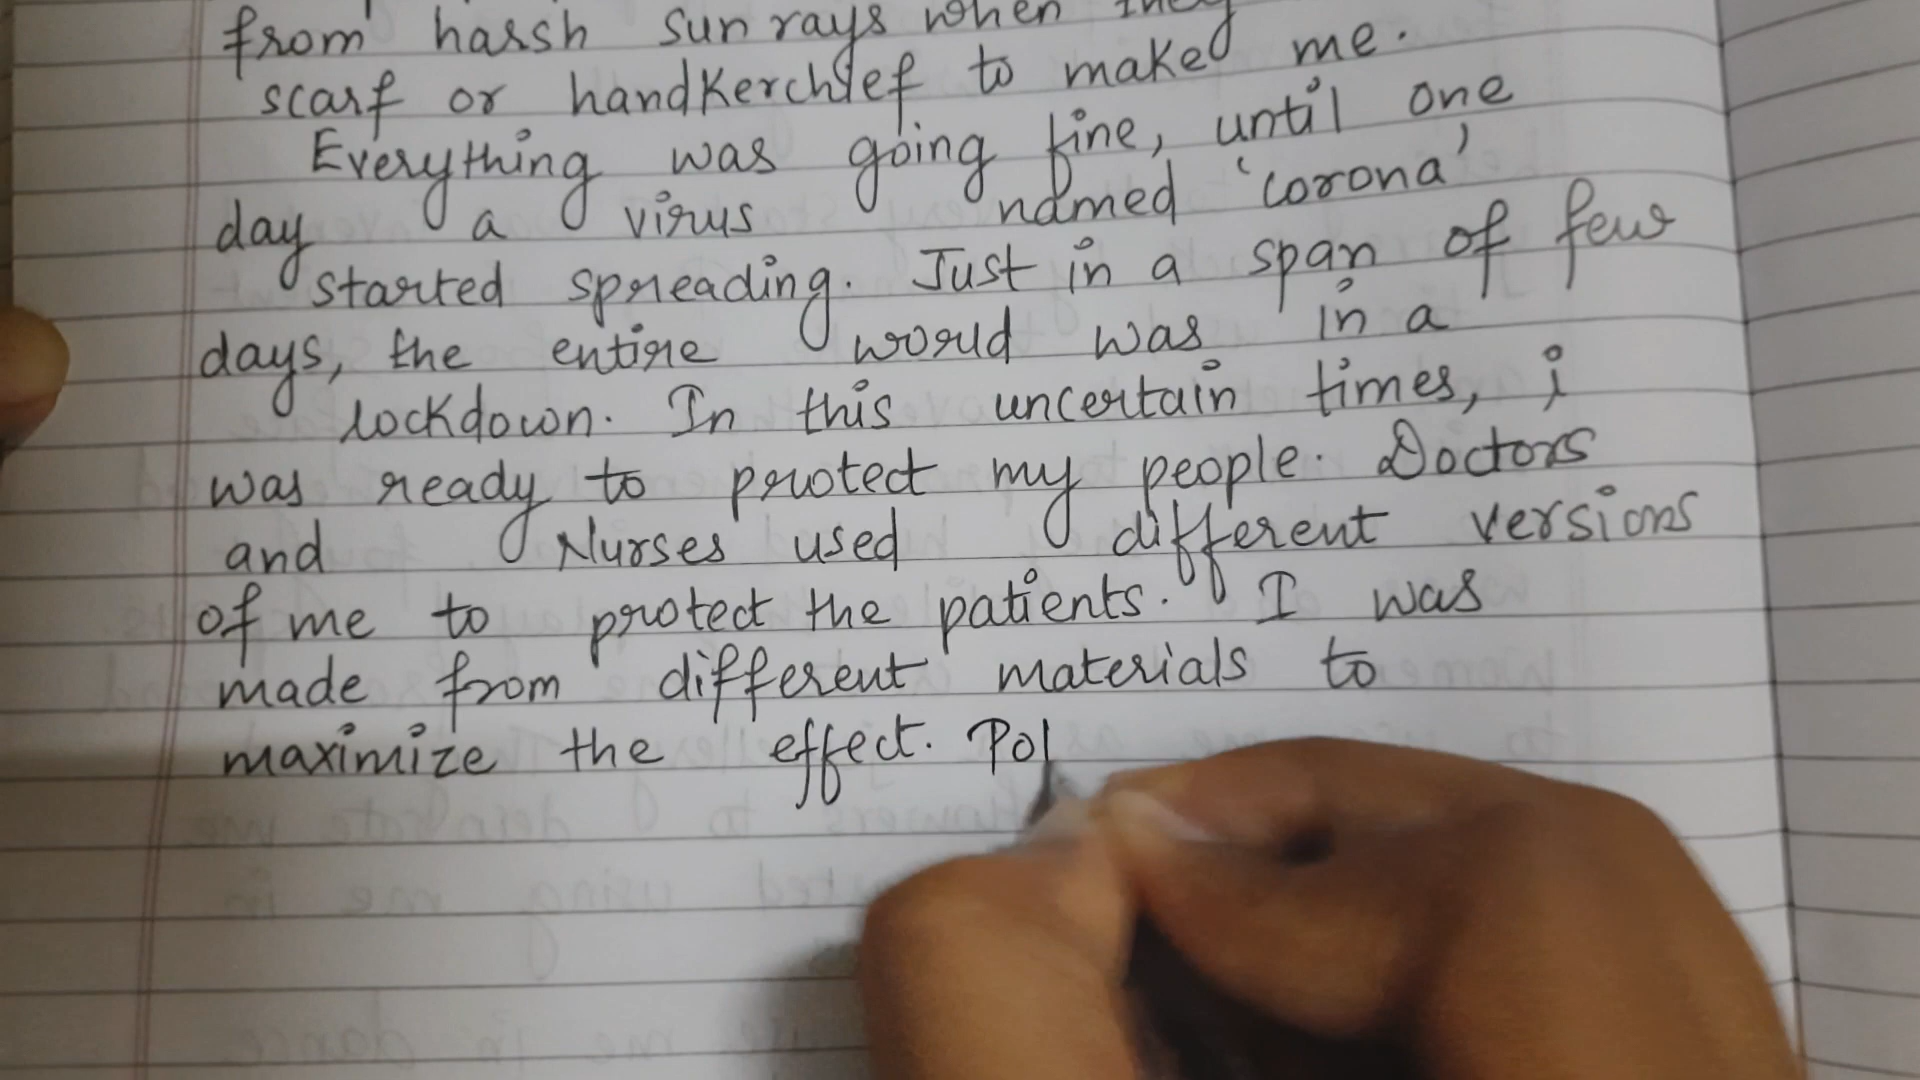 from harsh sun rays when they
scarf or handkerchief to make me.
Everything was going fine, until one
day a virus named 'corona'
started spreading. Just in a span of few
days, the entire world was in a
lockdown. In this uncertain times, i
was ready to protect my people. Doctors
and Nurses used different versions
of me to protect the patients. I was
made from different materials to
maximize the effect. Pol